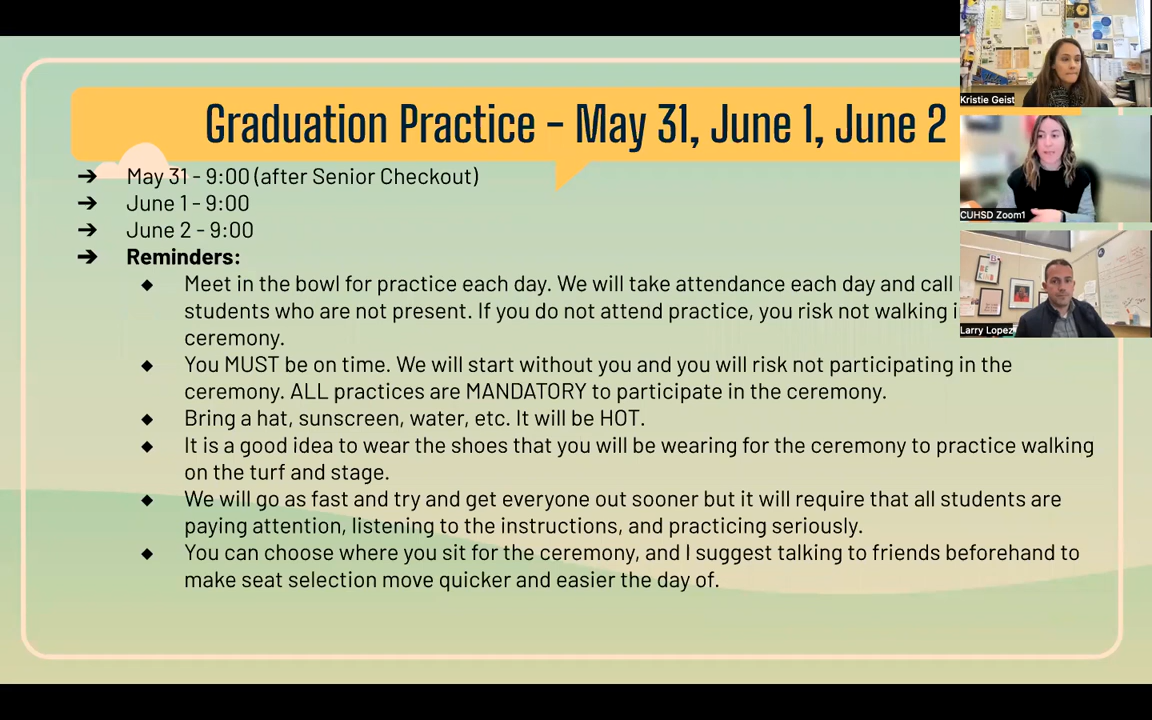 Graduation Practice - May 31, June 1, June 2
➔ May 31 - 9:00 (after Senior Checkout)
➔ June 1 - 9:00
➔ June 2 - 9:00
➔ Reminders:
◆ Meet in the bowl for practice each day. We will take attendance each day and call
students who are not present. If you do not attend practice, you risk not walking
ceremony.
◆ You MUST be on time. We will start without you and you will risk not participating in the
ceremony. ALL practices are MANDATORY to participate in the ceremony.
◆ Bring a hat, sunscreen, water, etc. It will be HOT.
◆ It is a good idea to wear the shoes that you will be wearing for the ceremony to practice walking
on the turf and stage.
◆ We will go as fast and try and get everyone out sooner but it will require that all students are
paying attention, listening to the instructions, and practicing seriously.
◆ You can choose where you sit for the ceremony, and I suggest talking to friends beforehand to
make seat selection move quicker and easier the day of.
Kristie Geist
CUHSD Zoom1
Larry Lopez